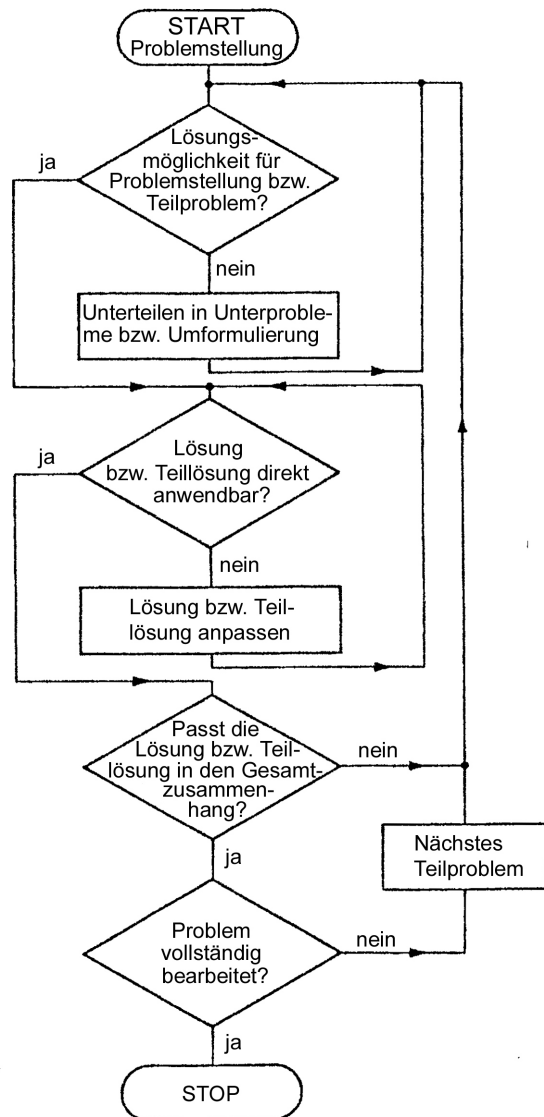 START
Problemstellung
Lösungs-
möglichkeit für
Problemstellung bzw.
Teilproblem?
ja
nein
Unterteilen in Unterproble-
me bzw. Umformulierung
Lösung
bzw. Teillösung direkt
anwendbar?
ja
nein
Lösung bzw. Teil-
lösung anpassen
Passt die
Lösung bzw. Teil-
lösung in den Gesamt-
zusammen-
hang?
nein
ja
Nächstes
Teilproblem
Problem
vollständig
bearbeitet?
nein
ja
STOP